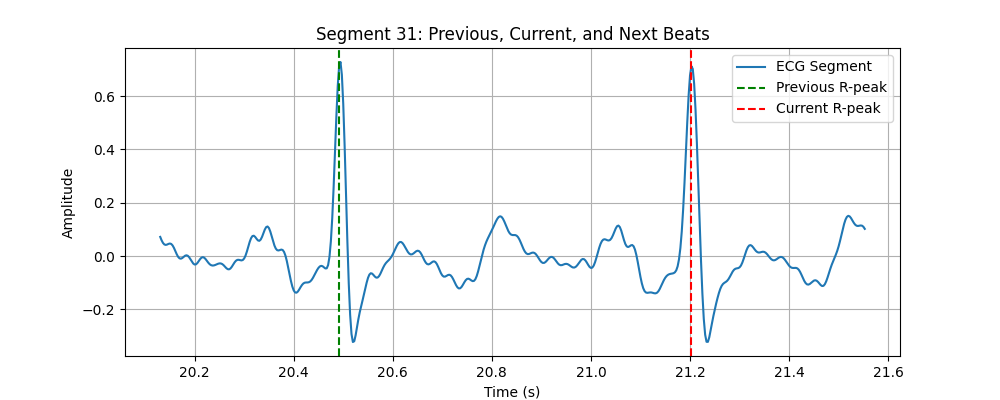 Segment 31: Previous, Current, and Next Beats
ECG Segment
Previous R-peak
Current R-peak
0.6
0.4
0.2
0.0
−0.2
Amplitude
20.2 20.4 20.6 20.8 21.0 21.2 21.4 21.6
Time (s)